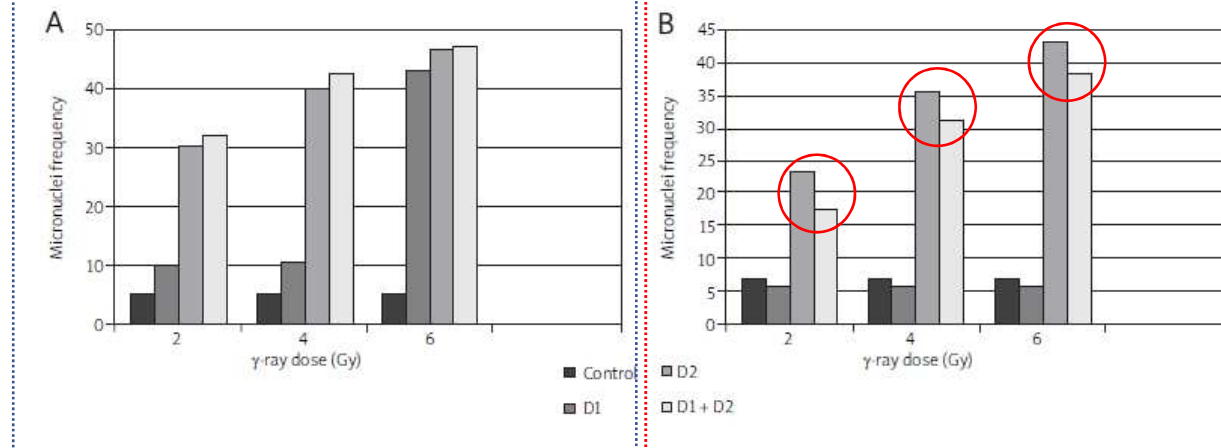 A
50
40
30
20
10
0
Micronuclei frequency
2 4 6
γ-ray dose (Gy)
B
45
40
35
30
25
20
15
10
5
0
Micronuclei frequency
2 4 6
γ-ray dose (Gy)
Control
D1
D2
D1 + D2